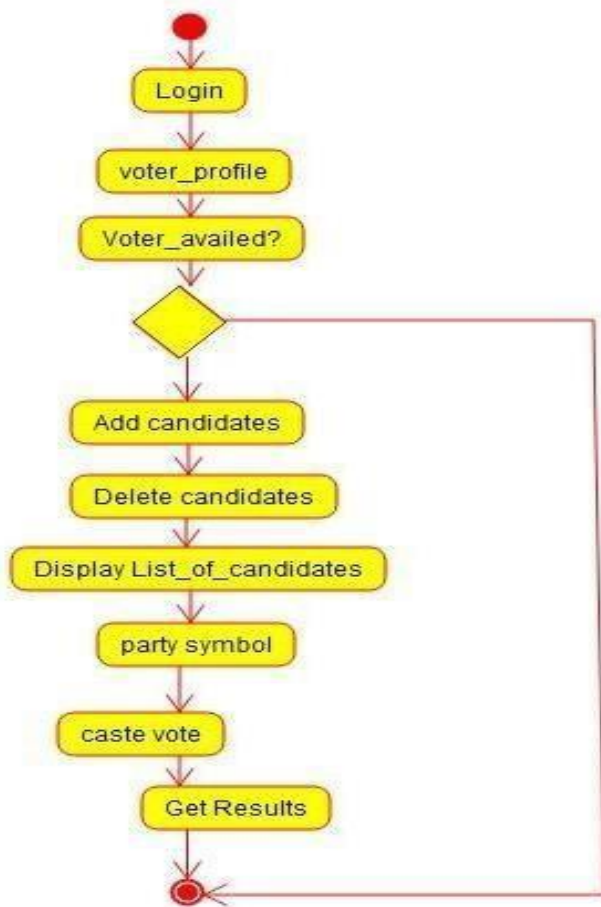 Login
voter_profile
Voter_availed?
Add candidates
Delete candidates
Display List_of_candidates
party symbol
caste vote
Get Results